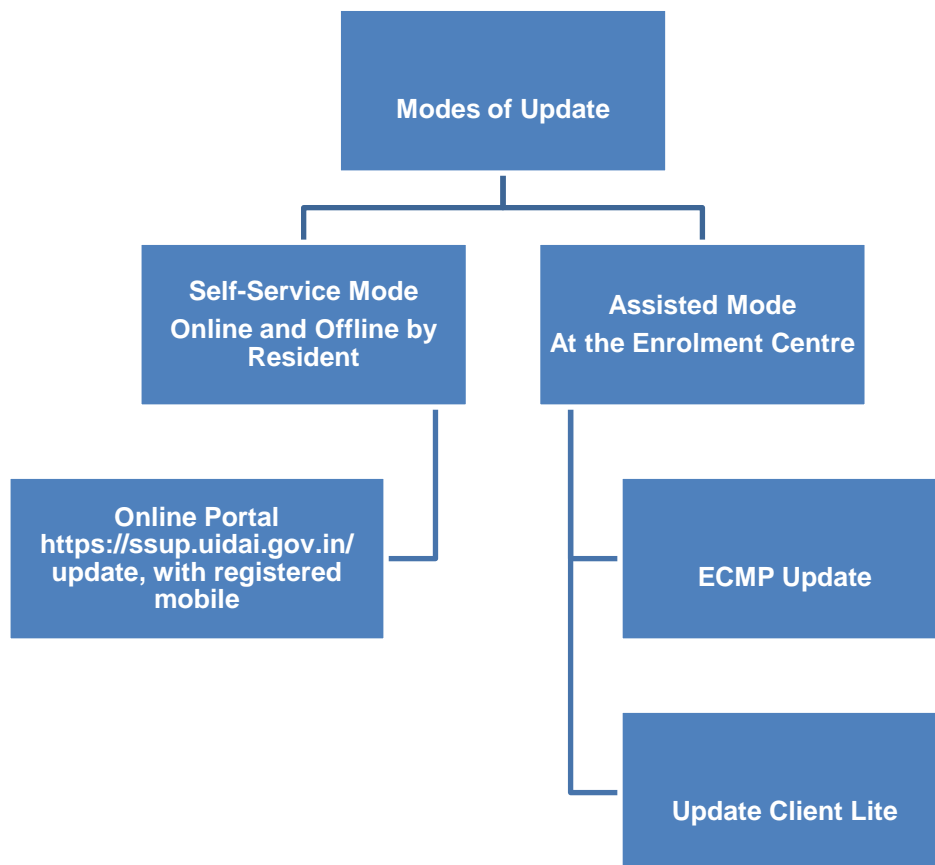 Modes of Update
Self-Service Mode
Online and Offline by
Resident
Assisted Mode
At the Enrolment Centre
Online Portal
https://ssup.uidai.gov.in/
update, with registered
mobile
ECMP Update
Update Client Lite